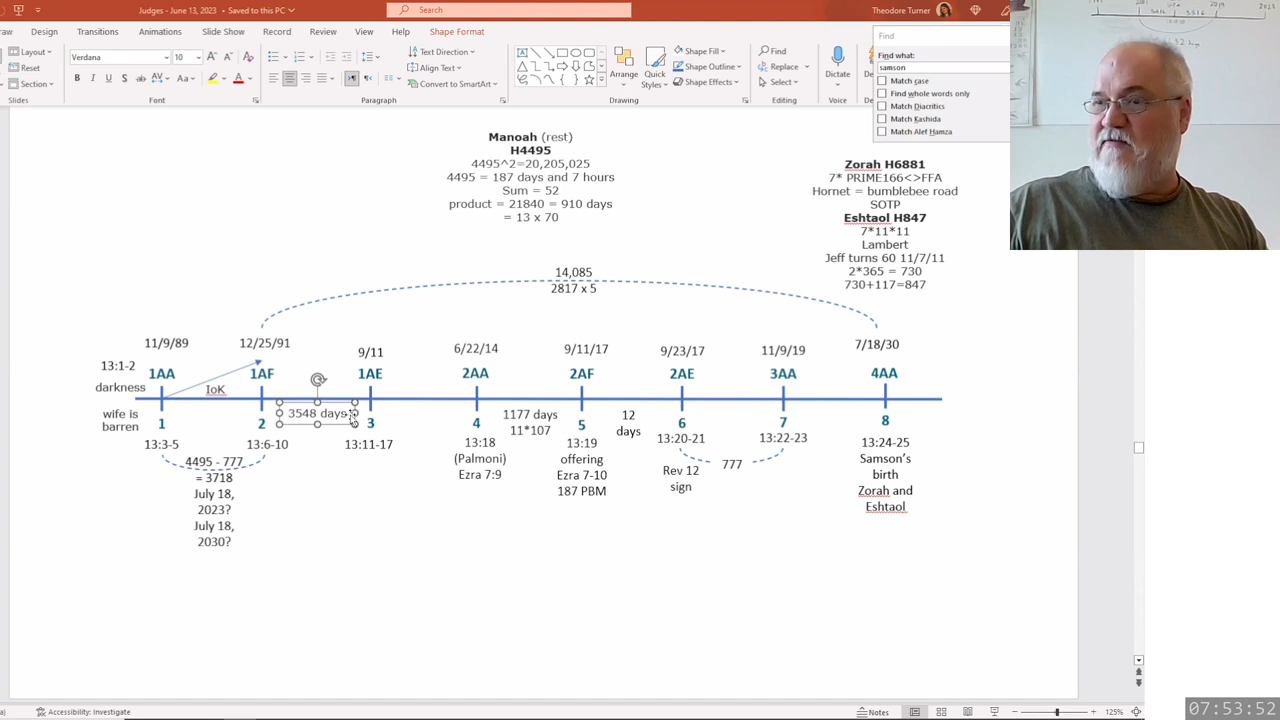 Judges - June 13, 2023 • Saved to this PC
Search
Theodore Turner
Design
Transitions
Animations
Slide Show
Record
Review
View
Help
Shape Format
Layout
Reset
Section
Slides
Verdana
10
Font
Text Direction
Align Text
Convert to SmartArt
Paragraph
Arrange
Quick
Styles
Shape Fill
Shape Outline
Shape Effects
Drawing
Find
Replace
Select
Editing
Dictate
Voice
Find
Find what:
samson
Match case
Find whole words only
Match Diacritics
Match Kashida
Match Alef Hamza
Manoah (rest)
H4495
4495^2=20,205,025
4495 = 187 days and 7 hours
Sum = 52
product = 21840 = 910 days
= 13 x 70
Zorah H6881
7* PRIME166<>FFA
Hornet = bumblebee road
SOTP
Eshtaol H847
7*11*11
Lambert
Jeff turns 60 11/7/11
2*365 = 730
730+117=847
14,085
2817 x 5
11/9/89
12/25/91
9/11
6/22/14
9/11/17
9/23/17
11/9/19
7/18/30
13:1-2
1AA
1AF
1AE
2AA
2AF
2AE
3AA
4AA
darkness
IoK
wife is
barren
3548 days
1177 days
11*107
12
days
1
2
3
4
5
6
7
8
13:3-5
13:6-10
13:11-17
13:18
(Palmoni)
Ezra 7:9
13:19
offering
Ezra 7-10
187 PBM
13:20-21
Rev 12
sign
777
13:22-23
13:24-25
Samson's
birth
Zorah and
Eshtaol
4495 - 777
= 3718
July 18,
2023?
July 18,
2030?
Accessibility: Investigate
Notes
125%
07:53:52